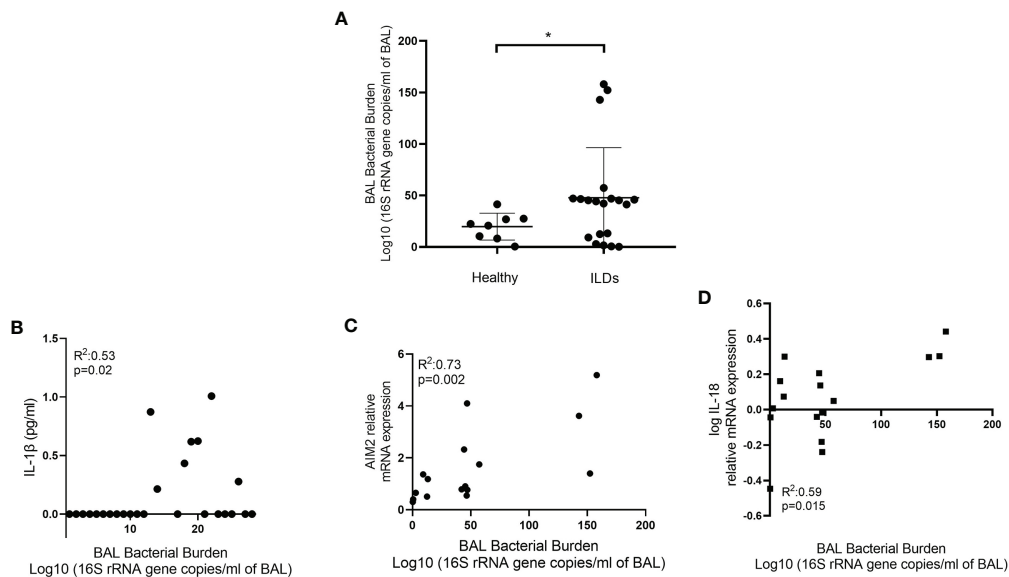 A
BAL Bacterial Burden
Log10 (16S rRNA gene copies/ml of BAL)
200
150
100
50
0
*
Healthy
ILDs
B
IL-1β (pg/ml)
1.5
1.0
0.5
0.0
R²:0.53
p=0.02
10
20
BAL Bacterial Burden
Log10 (16S rRNA gene copies/ml of BAL)
C
AIM2 relative
mRNA expression
6
4
2
0
R²:0.73
p=0.002
0
50
100
150
200
BAL Bacterial Burden
Log10 (16S rRNA gene copies/ml of BAL)
D
log IL-18
relative mRNA expression
0.6
0.4
0.2
0.0
-0.2
-0.4
-0.6
50
100
150
200
R²:0.59
p=0.015
BAL Bacterial Burden
Log10 (16S rRNA gene copies/ml of BAL)